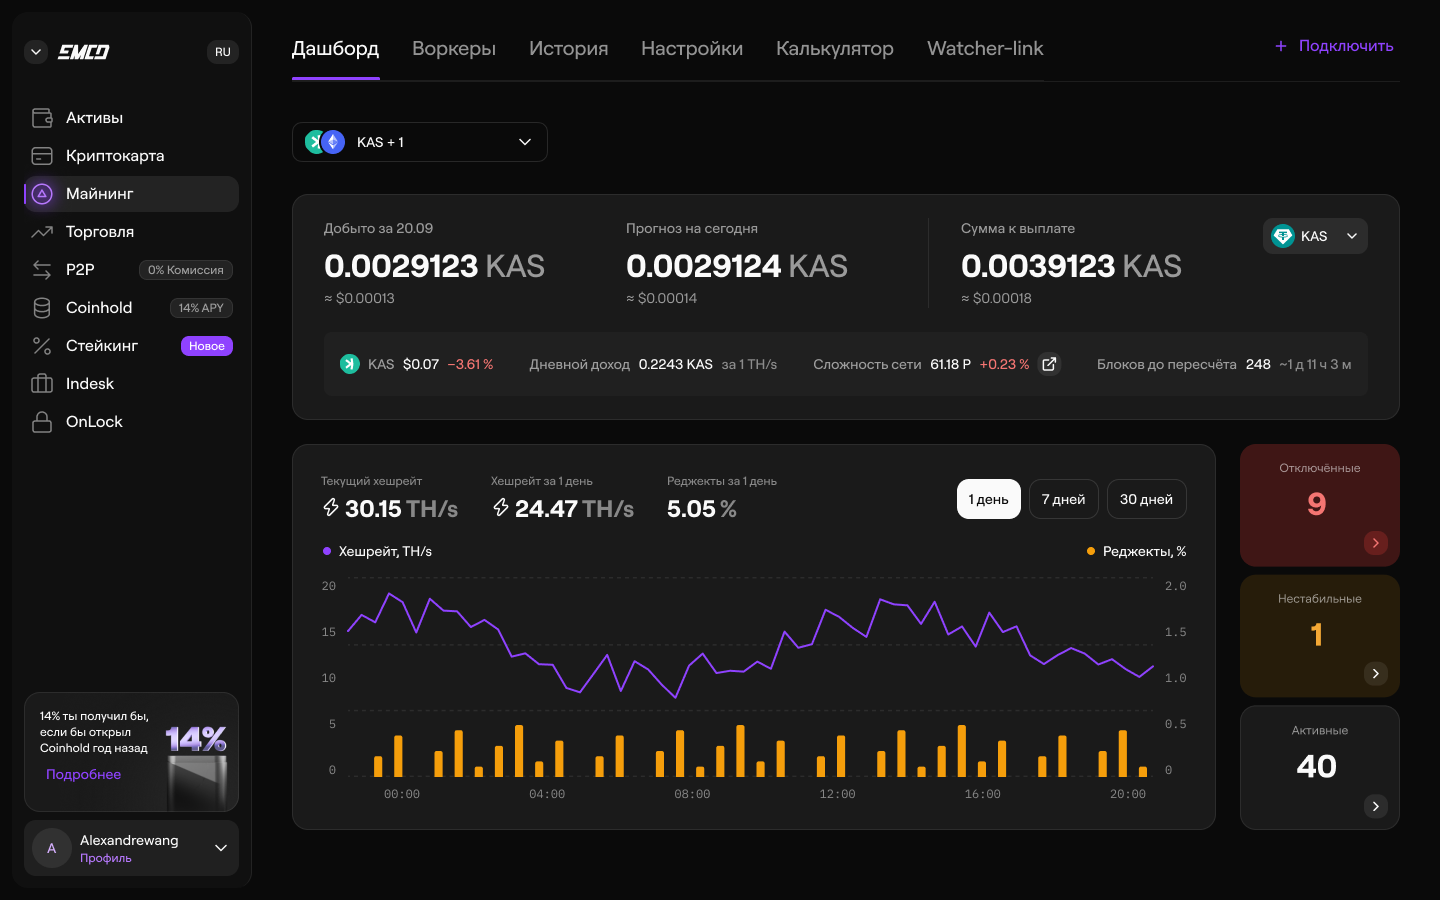 EMCD
RU
Активы
Криптокарта
Майнинг
Торговля
P2P
0% Комиссия
Coinhold
14% APY
Стейкинг
Новое
Indesk
OnLock
14% ты получил бы,
если бы открыл
Coinhold год назад
Подробнее
14%
A
Alexandrewang
Профиль
Дашборд Воркеры История Настройки Калькулятор Watcher-link
+ Подключить
KAS + 1
Добыто за 20.09
0.0029123 KAS
≈ $0.00013
Прогноз на сегодня
0.0029124 KAS
≈ $0.00014
Сумма к выплате
0.0039123 KAS
≈ $0.00018
KAS
KAS $0.07 −3.61 %
Дневной доход 0.2243 KAS за 1 TH/s
Сложность сети 61.18 P +0.23 %
Блоков до пересчёта 248 ~1 д 11 ч 3 м
Текущий хешрейт
30.15 TH/s
Хешрейт за 1 день
24.47 TH/s
Реджекты за 1 день
5.05 %
1 день
7 дней
30 дней
Хешрейт, TH/s
Реджекты, %
20
15
10
5
0
2.0
1.5
1.0
0.5
0
00:00 04:00 08:00 12:00 16:00 20:00
Отключённые
9
Нестабильные
1
Активные
40